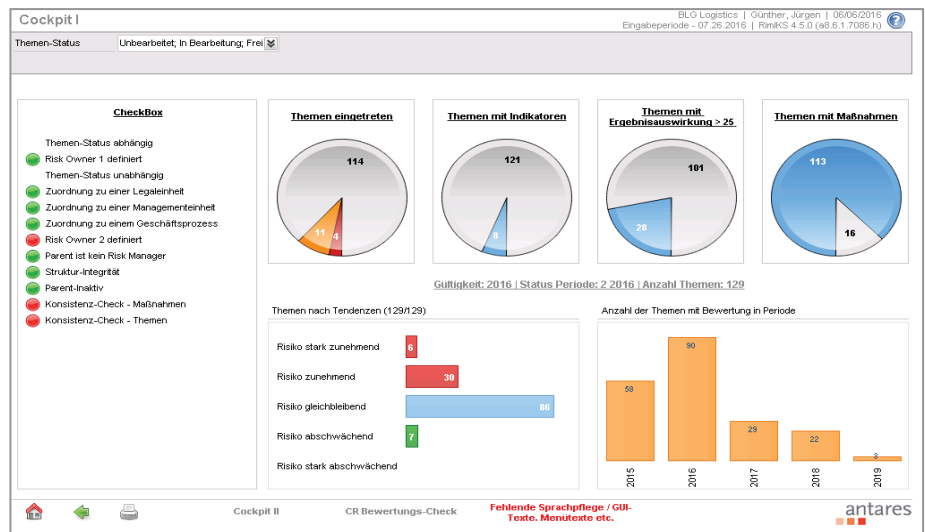 Cockpit I
BLG Logistics | Günther, Jürgen | 06/06/2016
Eingabeperiode - 07.26.2016 | RimIKS 4.5.0 (a8.6.1.7086.h)
Themen-Status
Unbearbeitet; In Bearbeitung; Frei
CheckBox
Themen-Status abhängig
Risk Owner 1 definiert
Themen-Status unabhängig
Zuordnung zu einer Legaleinheit
Zuordnung zu einer Managementeinheit
Zuordnung zu einem Geschäftsprozess
Risk Owner 2 definiert
Parent ist kein Risk Manager
Struktur-Integrität
Parent-Inaktiv
Konsistenz-Check - Maßnahmen
Konsistenz-Check - Themen
Themen eingetreten
114
11
4
Themen mit Indikatoren
121
8
Themen mit
Ergebnisauswirkung > 25
101
28
Themen mit Maßnahmen
113
16
Gültigkeit: 2016 | Status Periode: 2 2016 | Anzahl Themen: 129
Themen nach Tendenzen (129/129)
Risiko stark zunehmend
6
Risiko zunehmend
30
Risiko gleichbleibend
86
Risiko abschwächend
7
Risiko stark abschwächend
Anzahl der Themen mit Bewertung in Periode
58
90
29
22
3
2015
2016
2017
2018
2019
Cockpit II
CR Bewertungs-Check
Fehlende Sprachpflege / GUI-
Texte. Menütexte etc.
antares